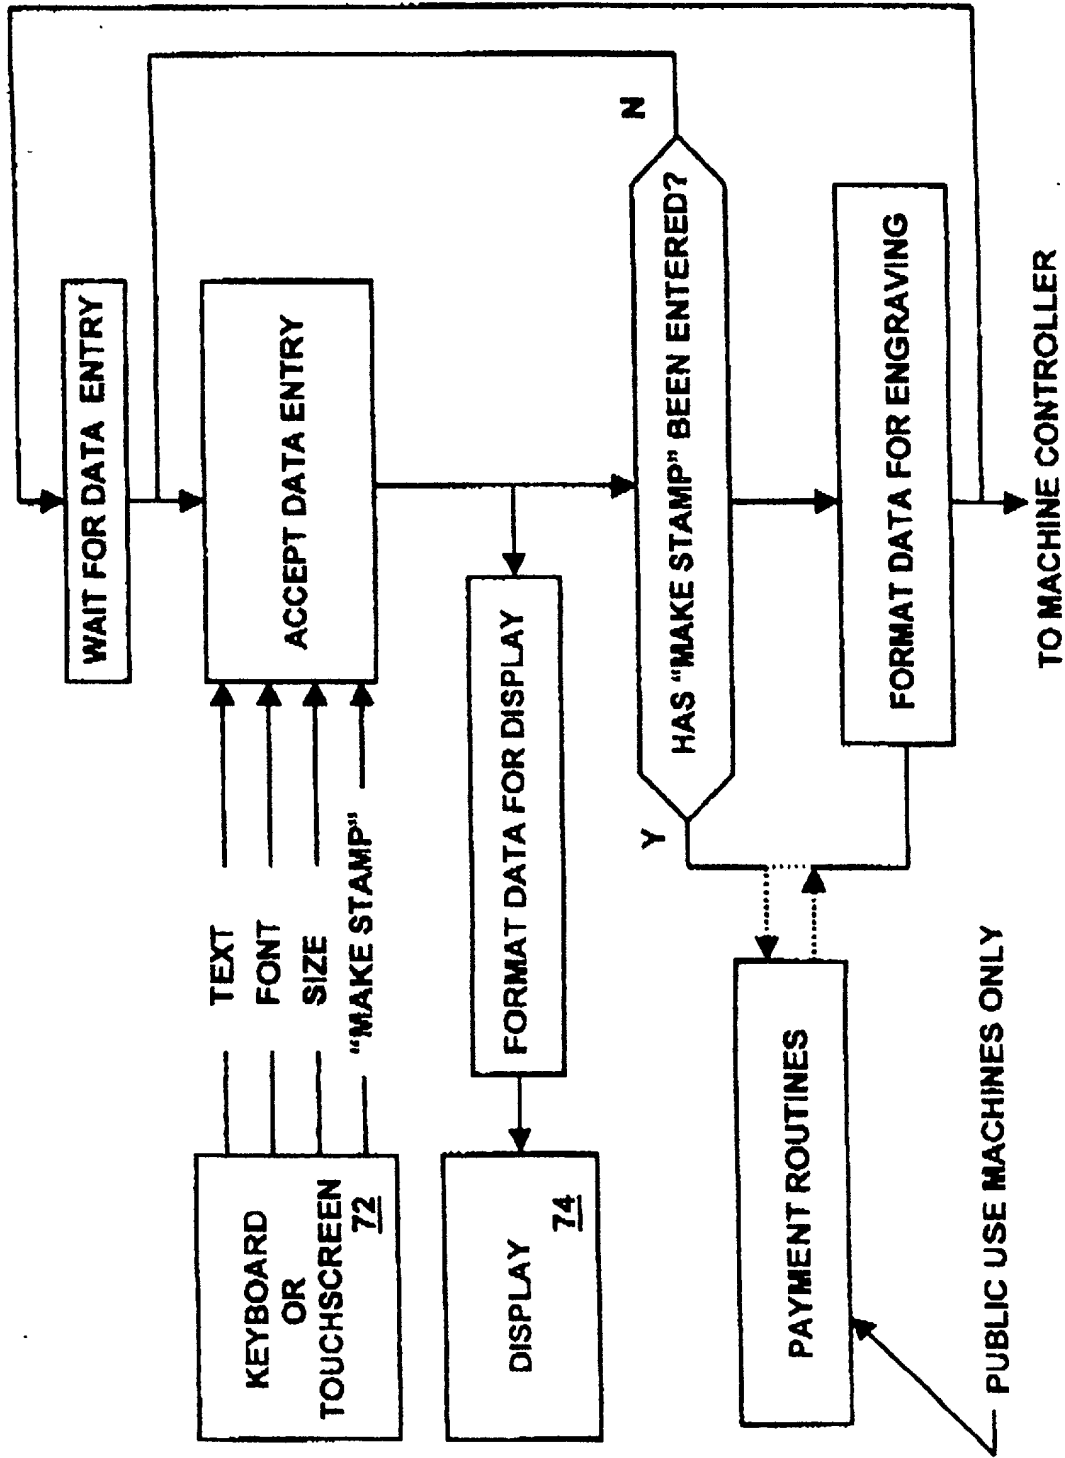 WAIT FOR DATA ENTRY
KEYBOARD
OR
TOUCHSCREEN
72
TEXT
FONT
SIZE
“MAKE STAMP”
ACCEPT DATA ENTRY
DISPLAY
74
FORMAT DATA FOR DISPLAY
Y
HAS “MAKE STAMP” BEEN ENTERED?
N
PAYMENT ROUTINES
FORMAT DATA FOR ENGRAVING
PUBLIC USE MACHINES ONLY
TO MACHINE CONTROLLER